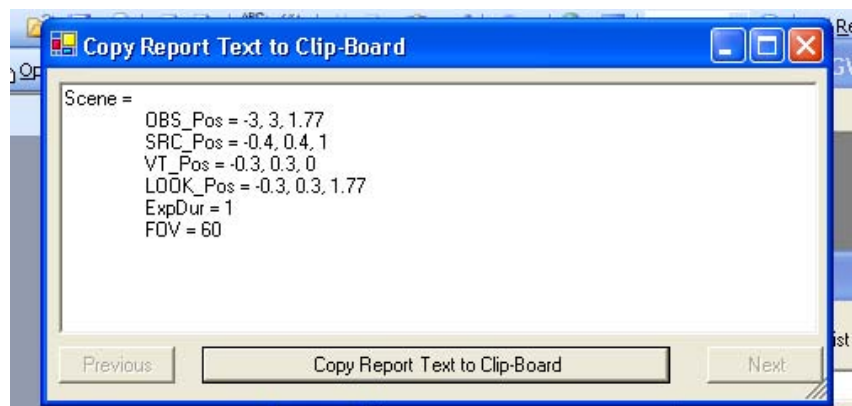 Copy Report Text to Clip-Board
Scene =
OBS_Pos = -3, 3, 1.77
SRC_Pos = -0.4, 0.4, 1
VT_Pos = -0.3, 0.3, 0
LOOK_Pos = -0.3, 0.3, 1.77
ExpDur = 1
FOV = 60
Previous
Copy Report Text to Clip-Board
Next